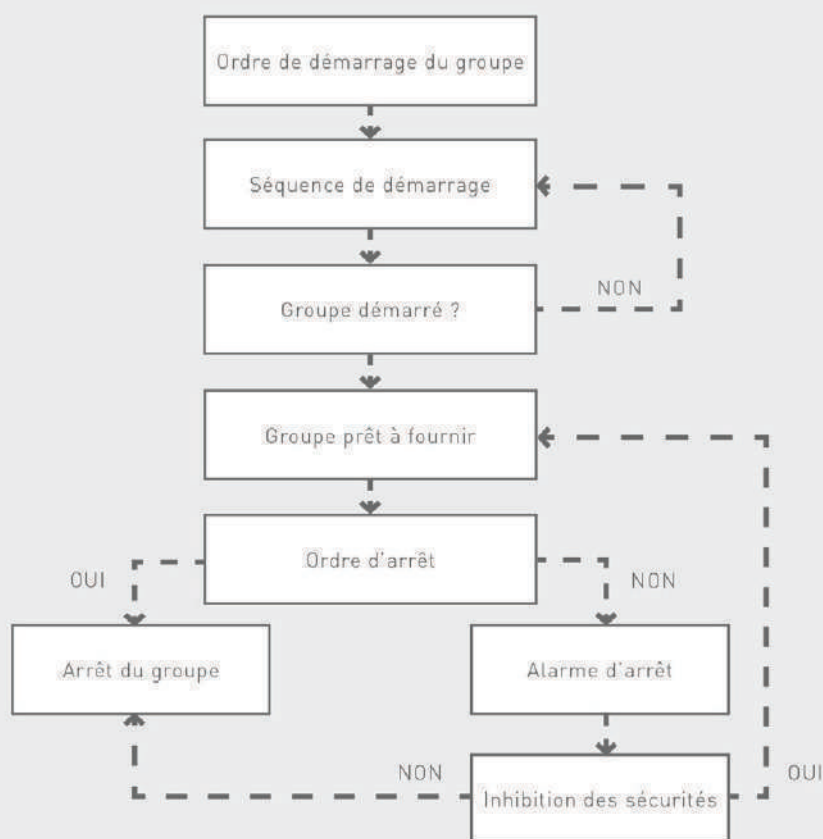 Ordre de démarrage du groupe
Séquence de démarrage
NON
Groupe démarré ?
Groupe prêt à fournir
Ordre d'arrêt
OUI
NON
Arrêt du groupe
Alarme d'arrêt
NON
OUI
Inhibition des sécurités